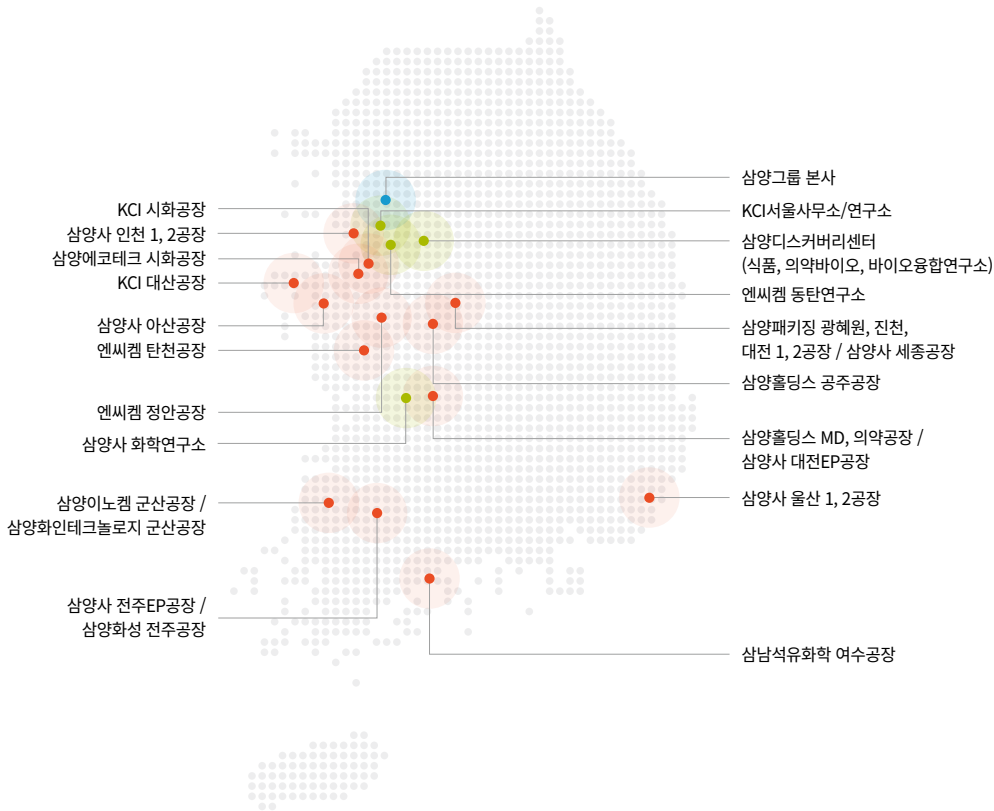 KCI 시화공장
삼양사 인천 1, 2공장
삼양에코테크 시화공장
KCI 대산공장
삼양사 아산공장
엔씨켐 탄천공장
엔씨켐 정안공장
삼양사 화학연구소
삼양이노켐 군산공장 /
삼양화인테크놀로지 군산공장
삼양사 전주EP공장 /
삼양화성 전주공장
삼양그룹 본사
KCI서울사무소/연구소
삼양디스커버리센터
(식품, 의약바이오, 바이오융합연구소)
엔씨켐 동탄연구소
삼양패키징 광혜원, 진천,
대전 1, 2공장 / 삼양사 세종공장
삼양홀딩스 공주공장
삼양홀딩스 MD, 의약공장 /
삼양사 대전EP공장
삼양사 울산 1, 2공장
삼남석유화학 여수공장